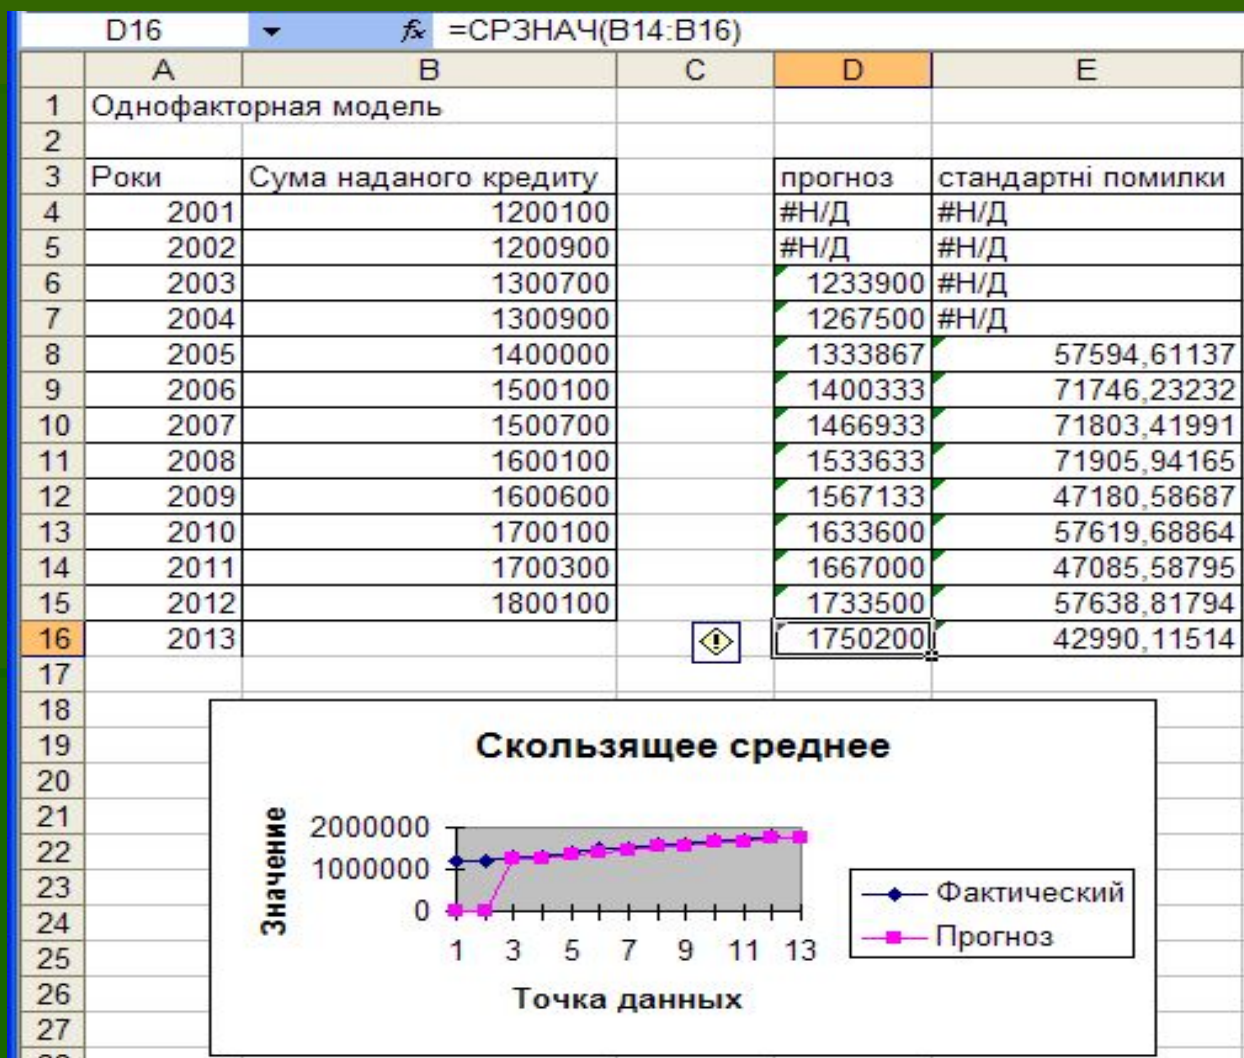 D16 fx =СРЗНАЧ(B14:B16)
A B C D E
1 Однофакторная модель
2
3 Роки Сума наданого кредиту прогноз стандартні помилки
4 2001 1200100 #Н/Д #Н/Д
5 2002 1200900 #Н/Д #Н/Д
6 2003 1300700 1233900 #Н/Д
7 2004 1300900 1267500 #Н/Д
8 2005 1400000 1333867 57594,61137
9 2006 1500100 1400333 71746,23232
10 2007 1500700 1466933 71803,41991
11 2008 1600100 1533633 71905,94165
12 2009 1600600 1567133 47180,58687
13 2010 1700100 1633600 57619,68864
14 2011 1700300 1667000 47085,58795
15 2012 1800100 1733500 57638,81794
16 2013 1750200 42990,11514
17
18
19 Скользящее среднее
20
21 Значение 2000000
22 1000000
23 Фактический
24 0 Прогноз
25 1 3 5 7 9 11 13
26 Точка данных
27